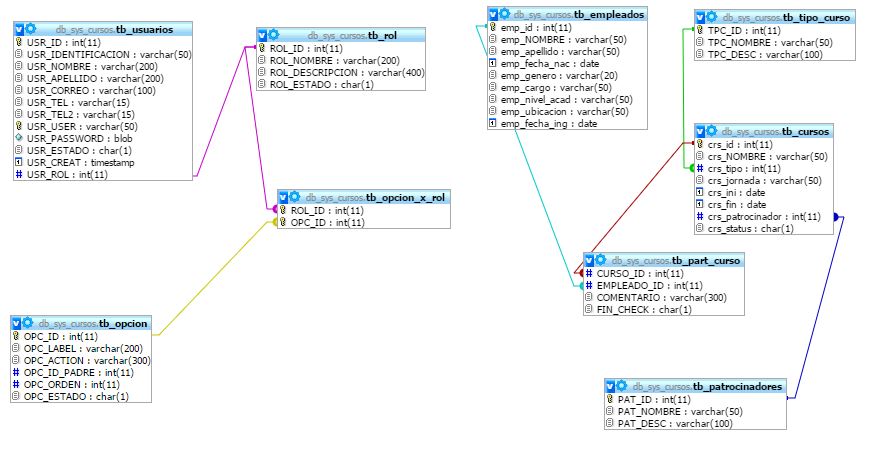 db_sys_cursos.tb_usuarios
USR_ID : int(11)
USR_IDENTIFICACION : varchar(50)
USR_NOMBRE : varchar(200)
USR_APELLIDO : varchar(200)
USR_CORREO : varchar(100)
USR_TEL : varchar(15)
USR_TEL2 : varchar(15)
USR_USER : varchar(50)
USR_PASSWORD : blob
USR_ESTADO : char(1)
USR_CREAT : timestamp
USR_ROL : int(11)
db_sys_cursos.tb_rol
ROL_ID : int(11)
ROL_NOMBRE : varchar(200)
ROL_DESCRIPCION : varchar(400)
ROL_ESTADO : char(1)
db_sys_cursos.tb_opcion_x_rol
ROL_ID : int(11)
OPC_ID : int(11)
db_sys_cursos.tb_opcion
OPC_ID : int(11)
OPC_LABEL : varchar(200)
OPC_ACTION : varchar(300)
OPC_ID_PADRE : int(11)
OPC_ORDEN : int(11)
OPC_ESTADO : char(1)
db_sys_cursos.tb_empleados
emp_id : int(11)
emp_NOMBRE : varchar(50)
emp_apellido : varchar(50)
emp_fecha_nac : date
emp_genero : varchar(20)
emp_cargo : varchar(50)
emp_nivel_acad : varchar(50)
emp_ubicacion : varchar(50)
emp_fecha_ing : date
db_sys_cursos.tb_tipo_curso
TPC_ID : int(11)
TPC_NOMBRE : varchar(50)
TPC_DESC : varchar(100)
db_sys_cursos.tb_cursos
crs_id : int(11)
crs_NOMBRE : varchar(50)
crs_tipo : int(11)
crs_jornada : varchar(50)
crs_ini : date
crs_fin : date
crs_patrocinador : int(11)
crs_status : char(1)
db_sys_cursos.tb_part_curso
CURSO_ID : int(11)
EMPLEADO_ID : int(11)
COMENTARIO : varchar(300)
FIN_CHECK : char(1)
db_sys_cursos.tb_patrocinadores
PAT_ID : int(11)
PAT_NOMBRE : varchar(50)
PAT_DESC : varchar(100)